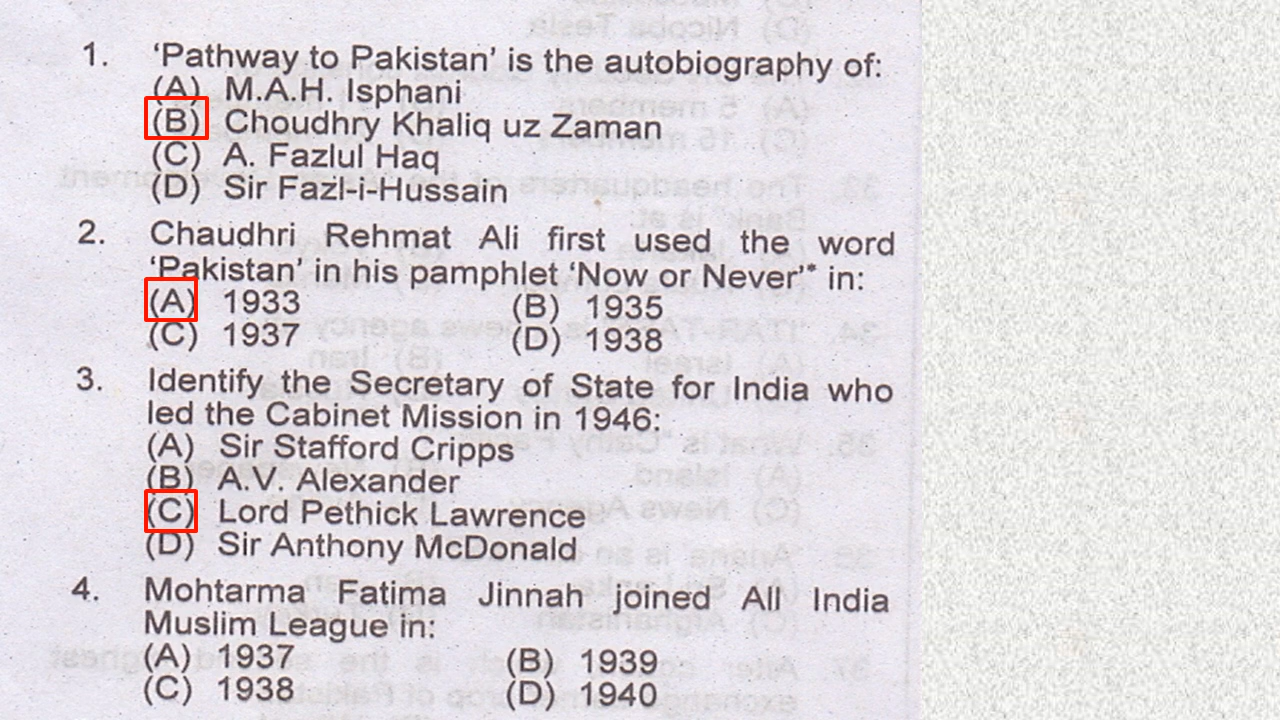 1. ‘Pathway to Pakistan’ is the autobiography of:
(A) M.A.H. Isphani
(B) Choudhry Khaliq uz Zaman
(C) A. Fazlul Haq
(D) Sir Fazl-i-Hussain
2. Chaudhri Rehmat Ali first used the word
‘Pakistan’ in his pamphlet ‘Now or Never’* in:
(A) 1933 (B) 1935
(C) 1937 (D) 1938
3. Identify the Secretary of State for India who
led the Cabinet Mission in 1946:
(A) Sir Stafford Cripps
(B) A.V. Alexander
(C) Lord Pethick Lawrence
(D) Sir Anthony McDonald
4. Mohtarma Fatima Jinnah joined All India
Muslim League in:
(A) 1937 (B) 1939
(C) 1938 (D) 1940